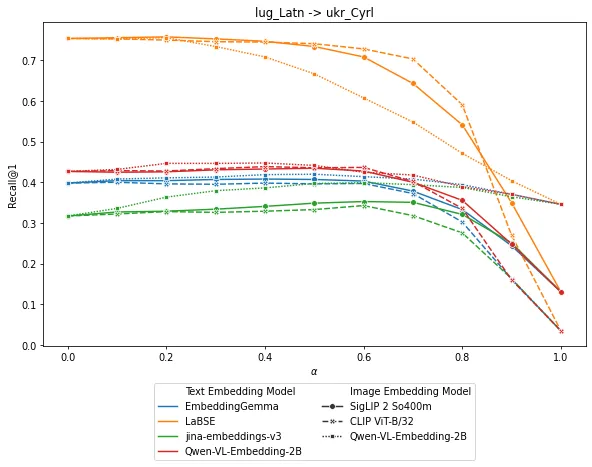 lug_Latn -> ukr_Cyrl
Recall@1
0.7
0.6
0.5
0.4
0.3
0.2
0.1
0.0
0.0 0.2 0.4 0.6 0.8 1.0
α
Text Embedding Model
EmbeddingGemma
LaBSE
jina-embeddings-v3
Qwen-VL-Embedding-2B
Image Embedding Model
SigLIP 2 So400m
CLIP ViT-B/32
Qwen-VL-Embedding-2B